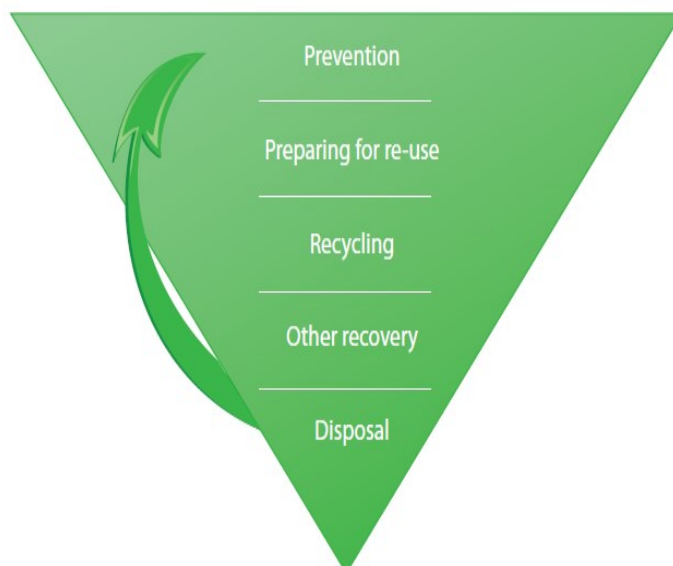 Prevention
Preparing for re-use
Recycling
Other recovery
Disposal